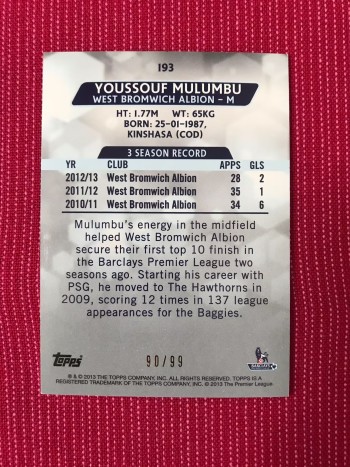 193
YOUSSOUF MULUMBU
WEST BROMWICH ALBION - M
HT: 1.77M WT: 65KG
BORN: 25-01-1987,
KINSHASA (COD)
3 SEASON RECORD
YR CLUB APPS GLS
2012/13 West Bromwich Albion 28 2
2011/12 West Bromwich Albion 35 1
2010/11 West Bromwich Albion 34 6
Mulumbu's energy in the midfield
helped West Bromwich Albion
secure their first top 10 finish in
the Barclays Premier League two
seasons ago. Starting his career with
PSG, he moved to The Hawthorns in
2009, scoring 12 times in 137 league
appearances for the Baggies.
Topps 90/99
® & © 2013 THE TOPPS COMPANY, INC. ALL RIGHTS RESERVED. TOPPS IS A
REGISTERED TRADEMARK OF THE TOPPS COMPANY, INC. © 2013 The Premier League.